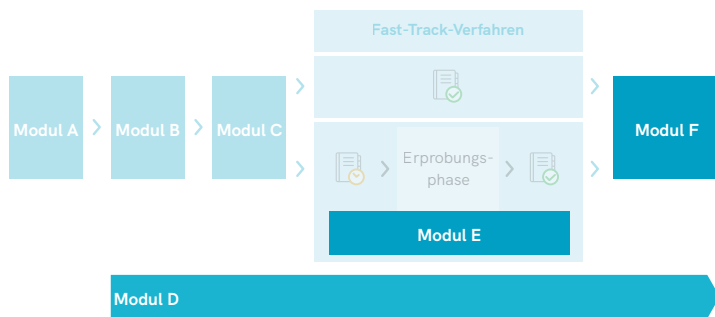 Fast-Track-Verfahren
Modul A
Modul B
Modul C
Modul F
Erprobungs-
phase
Modul E
Modul D